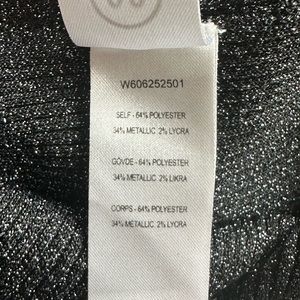 W606252501
SELF - 64% POLYESTER
34% METALLIC 2% LYCRA
GÖVDE - 64% POLYESTER
34% METALLIC 2% LIKRA
CORPS - 64% POLYESTER
34% METALLIC 2% LYCRA